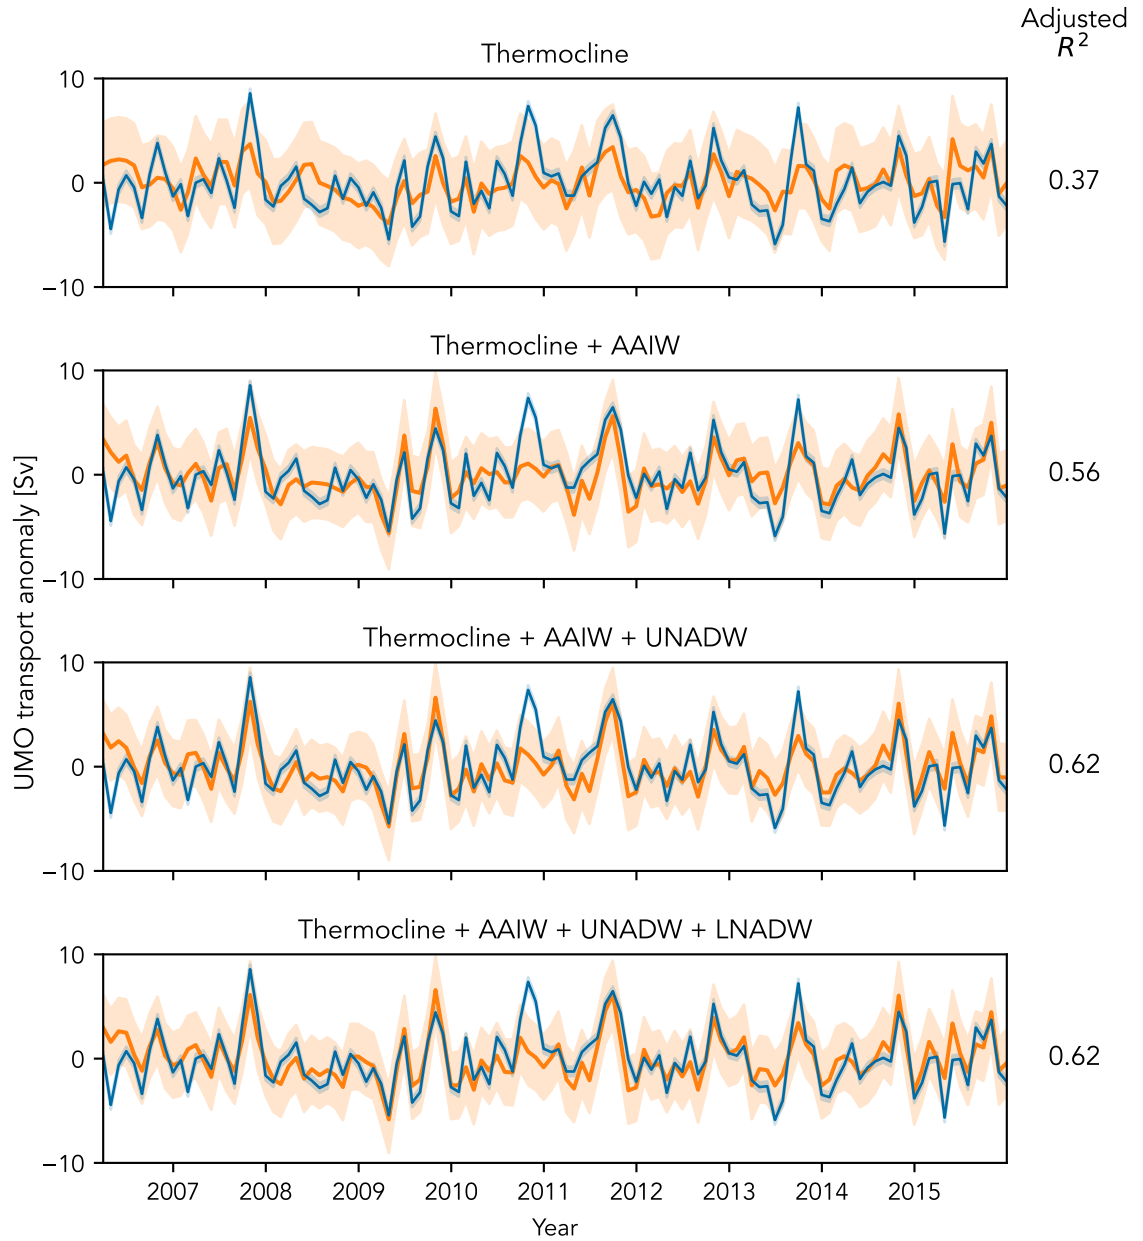 Adjusted
R²
Thermocline
10
0
−10
0.37
Thermocline + AAIW
10
0
−10
0.56
UMO transport anomaly [Sv]
Thermocline + AAIW + UNADW
10
0
−10
0.62
Thermocline + AAIW + UNADW + LNADW
10
0
−10
0.62
2007 2008 2009 2010 2011 2012 2013 2014 2015
Year